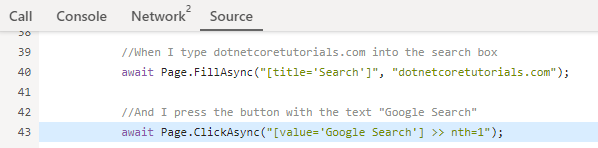 Call Console Network2 Source
38
39 //When I type dotnetcoretutorials.com into the search box
40 await Page.FillAsync("[title='Search']", "dotnetcoretutorials.com");
41
42 //And I press the button with the text "Google Search"
43 await Page.ClickAsync("[value='Google Search'] >> nth=1");